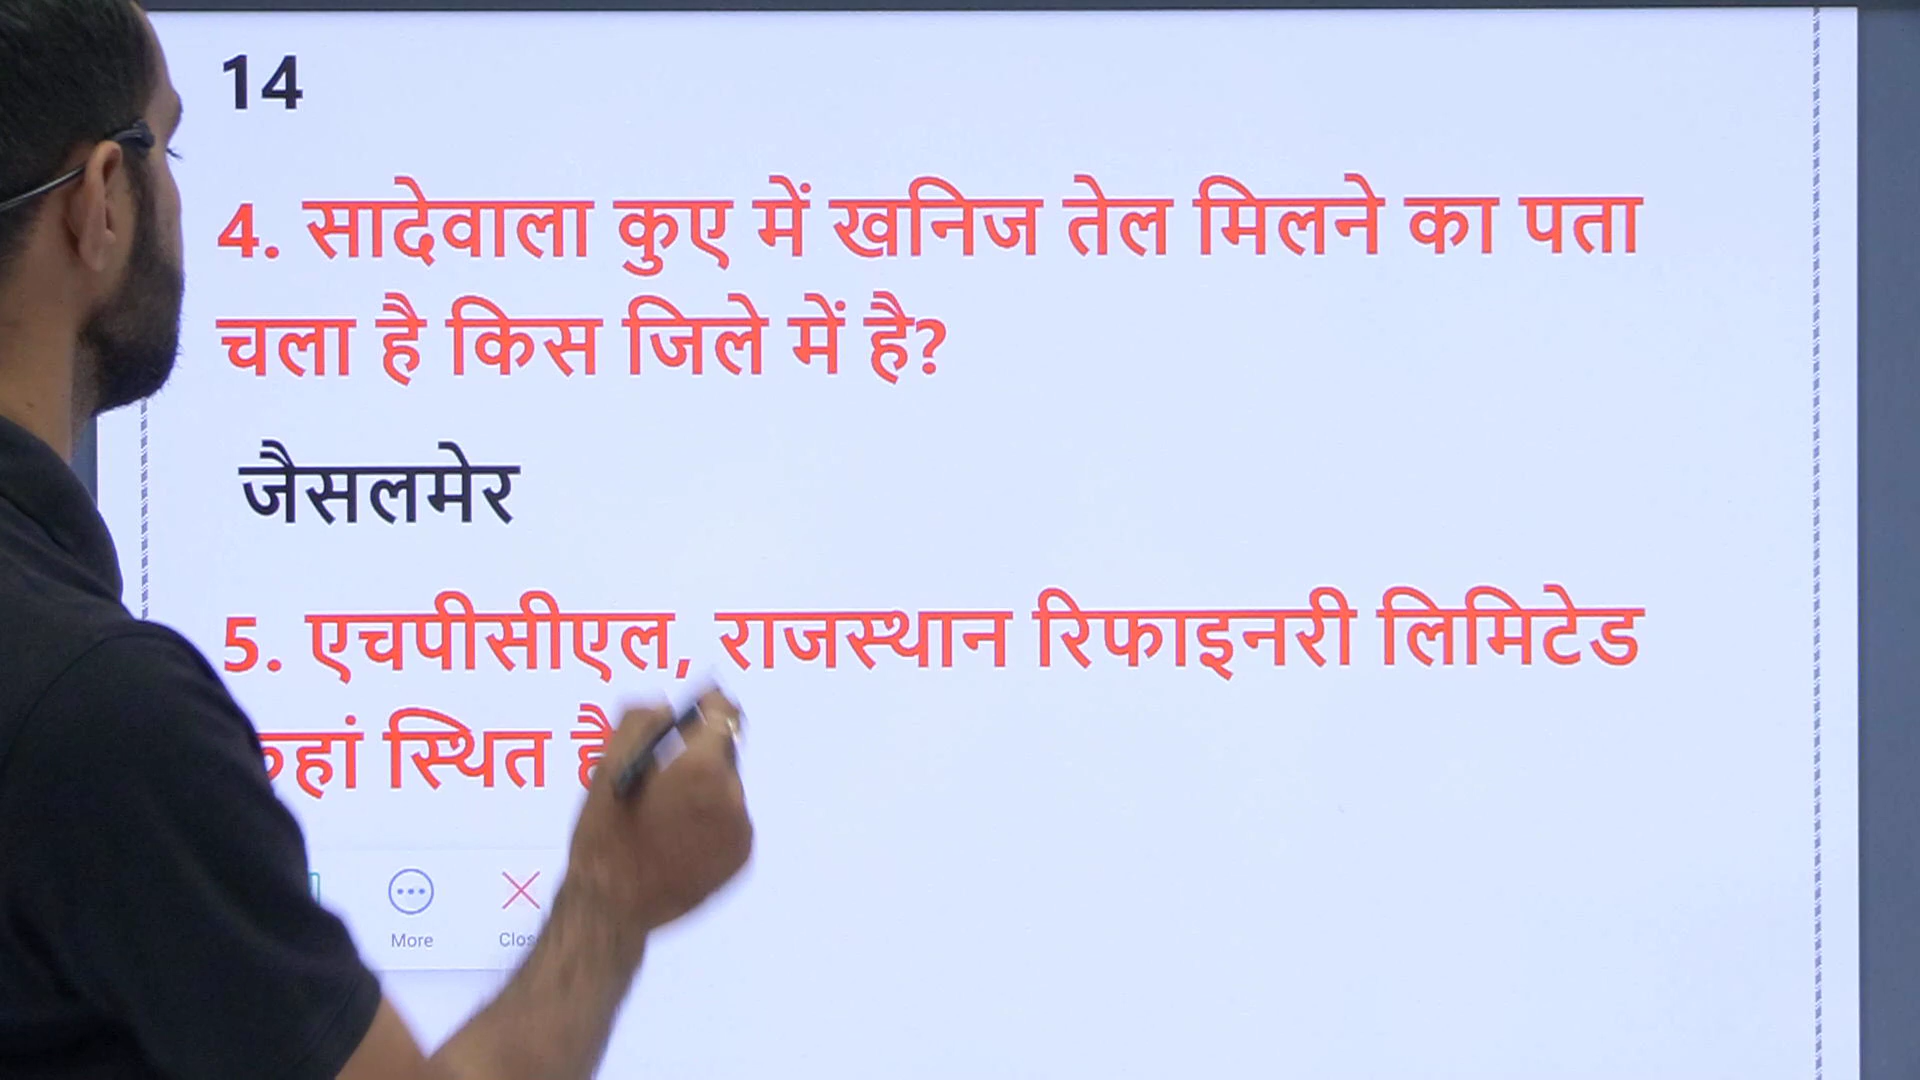 14
4. सादेवाला कुए में खनिज तेल मिलने का पता
चला है किस जिले में है?
जैसलमेर
5. एचपीसीएल, राजस्थान रिफाइनरी लिमिटेड
स्थित
More